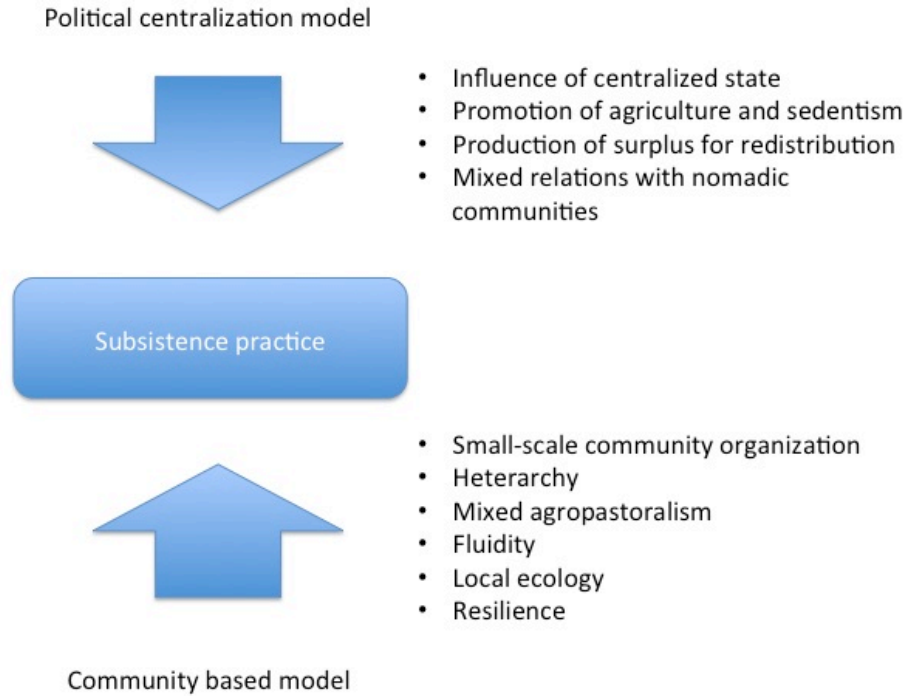 Political centralization model
• Influence of centralized state
• Promotion of agriculture and sedentism
• Production of surplus for redistribution
• Mixed relations with nomadic
communities
Subsistence practice
• Small-scale community organization
• Heterarchy
• Mixed agropastoralism
• Fluidity
• Local ecology
• Resilience
Community based model